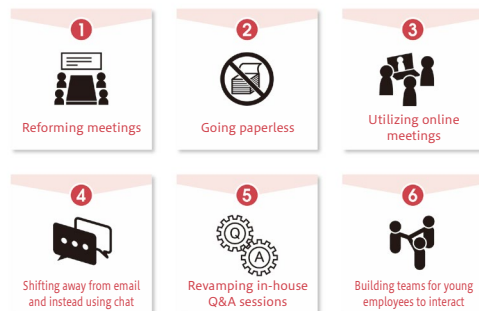 1
2
3
Reforming meetings
Going paperless
Utilizing online
meetings
4
5
6
Q
A
Shifting away from email
and instead using chat
Revamping in-house
Q&A sessions
Building teams for young
employees to interact